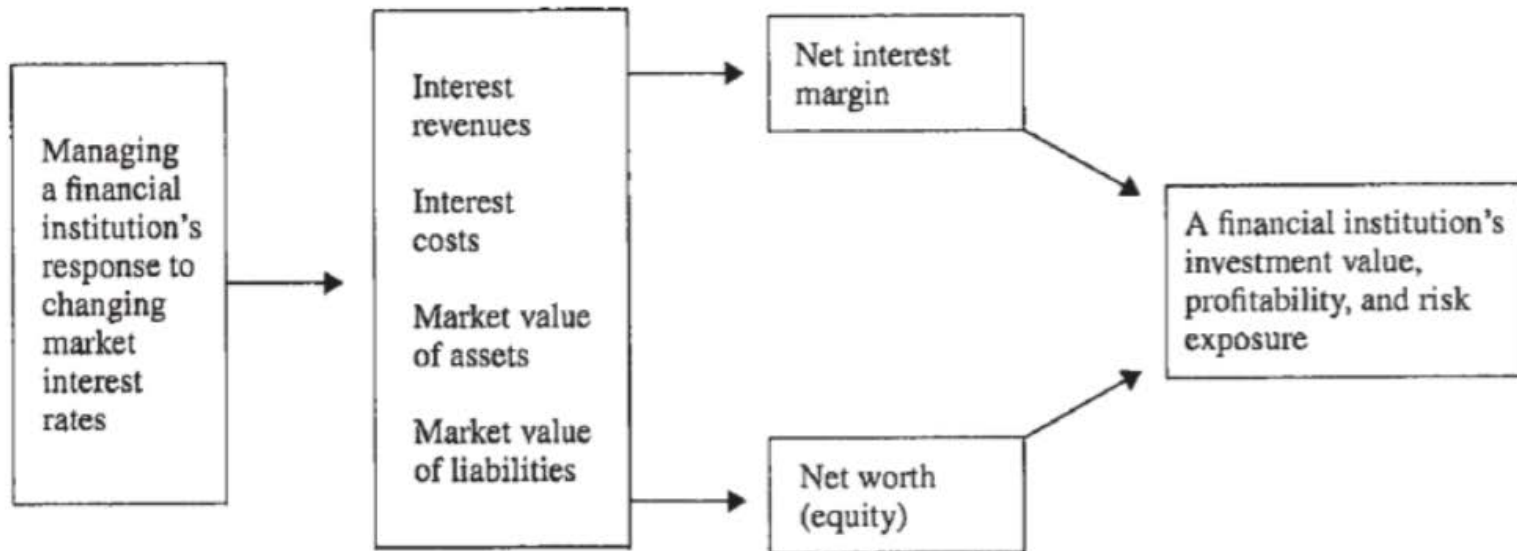 Managing
a financial
institution's
response to
changing
market
interest
rates
Interest
revenues
Interest
costs
Market value
of assets
Market value
of liabilities
Net interest
margin
Net worth
(equity)
A financial institution's
investment value,
profitability, and risk
exposure